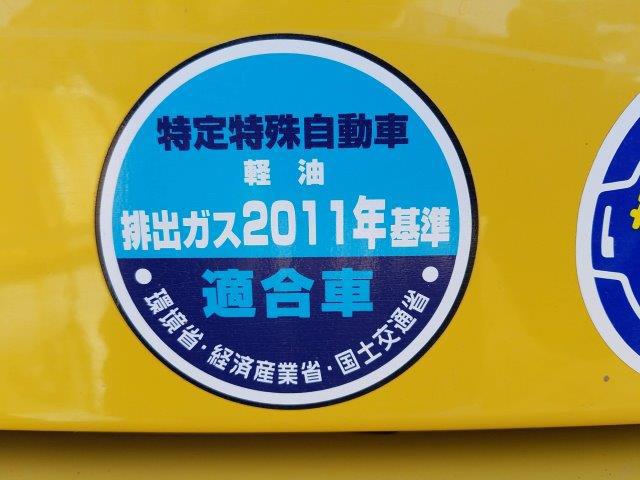 特定特殊自動車
軽油
排出ガス2011年基準
適合車
・環境省・経済産業省・国土交通省・